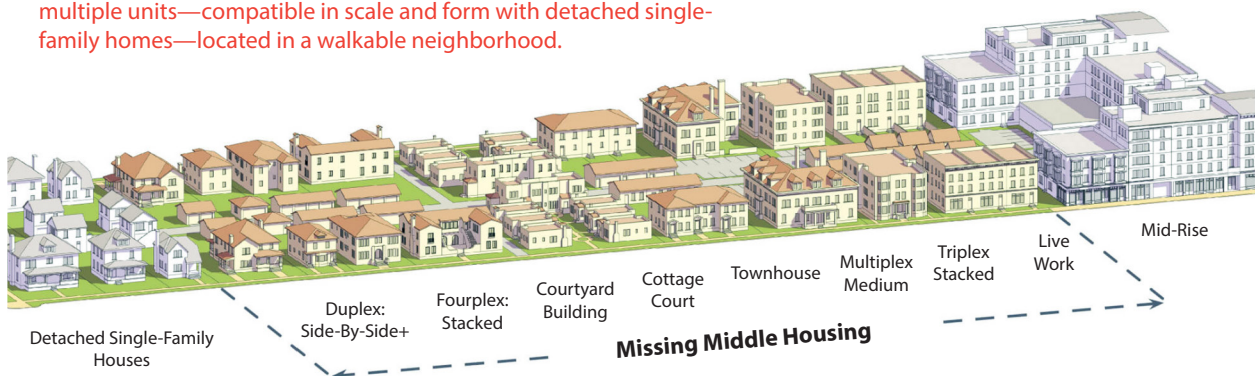 multiple units—compatible in scale and form with detached single-
family homes—located in a walkable neighborhood.
Detached Single-Family
Houses
Duplex:
Side-By-Side+
Fourplex:
Stacked
Courtyard
Building
Cottage
Court
Townhouse
Multiplex
Medium
Triplex
Stacked
Live
Work
Mid-Rise
Missing Middle Housing